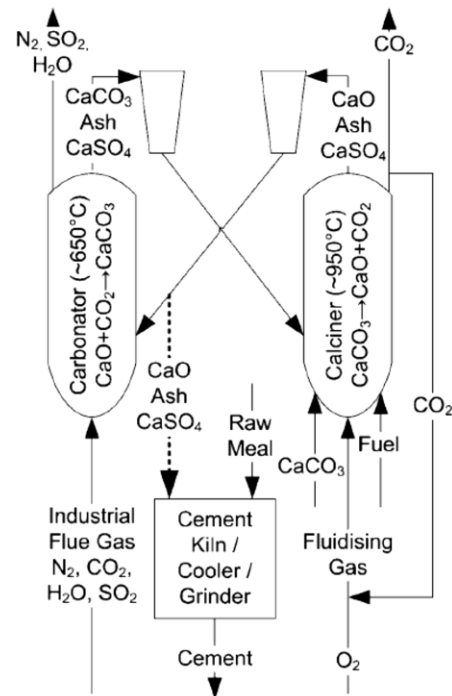 N₂, SO₂
H₂O
CaCO₃
Ash
CaSO₄
CaO
Ash
CaSO₄
CO₂
Carbonator (~650°C)
CaO+CO₂→CaCO₃
Calciner (~950°C)
CaCO₃→CaO+CO₂
CaO
Ash
CaSO₄
Raw
Meal
CaCO₃
Fuel
CO₂
Industrial
Flue Gas
N₂, CO₂,
H₂O, SO₂
Cement
Kiln /
Cooler /
Grinder
Fluidising
Gas
Cement
O₂